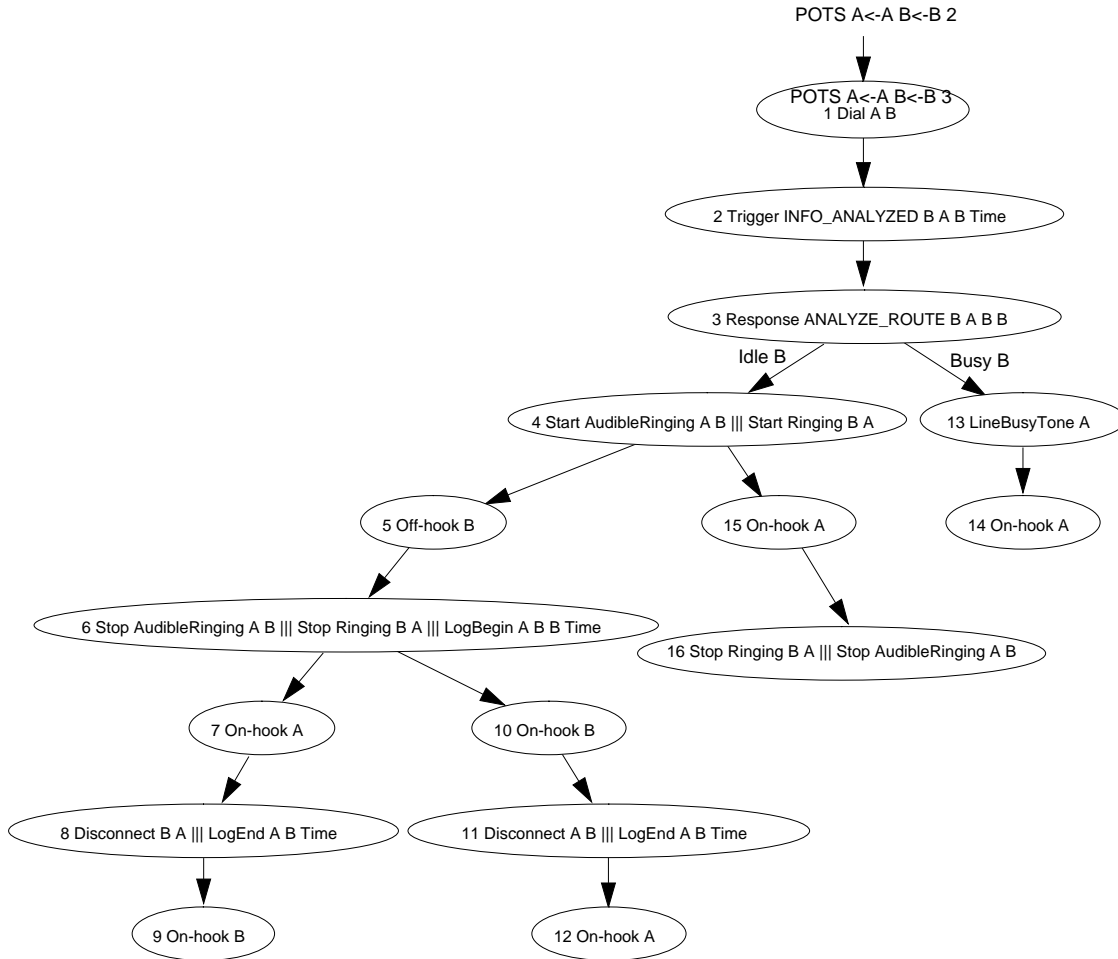 POTS A<-A B<-B 2
POTS A<-A B<-B 3
1 Dial A B
2 Trigger INFO_ANALYZED B A B Time
3 Response ANALYZE_ROUTE B A B B
Idle B
Busy B
4 Start AudibleRinging A B ||| Start Ringing B A
13 LineBusyTone A
5 Off-hook B
15 On-hook A
14 On-hook A
6 Stop AudibleRinging A B ||| Stop Ringing B A ||| LogBegin A B B Time
16 Stop Ringing B A ||| Stop AudibleRinging A B
7 On-hook A
10 On-hook B
8 Disconnect B A ||| LogEnd A B Time
11 Disconnect A B ||| LogEnd A B Time
9 On-hook B
12 On-hook A